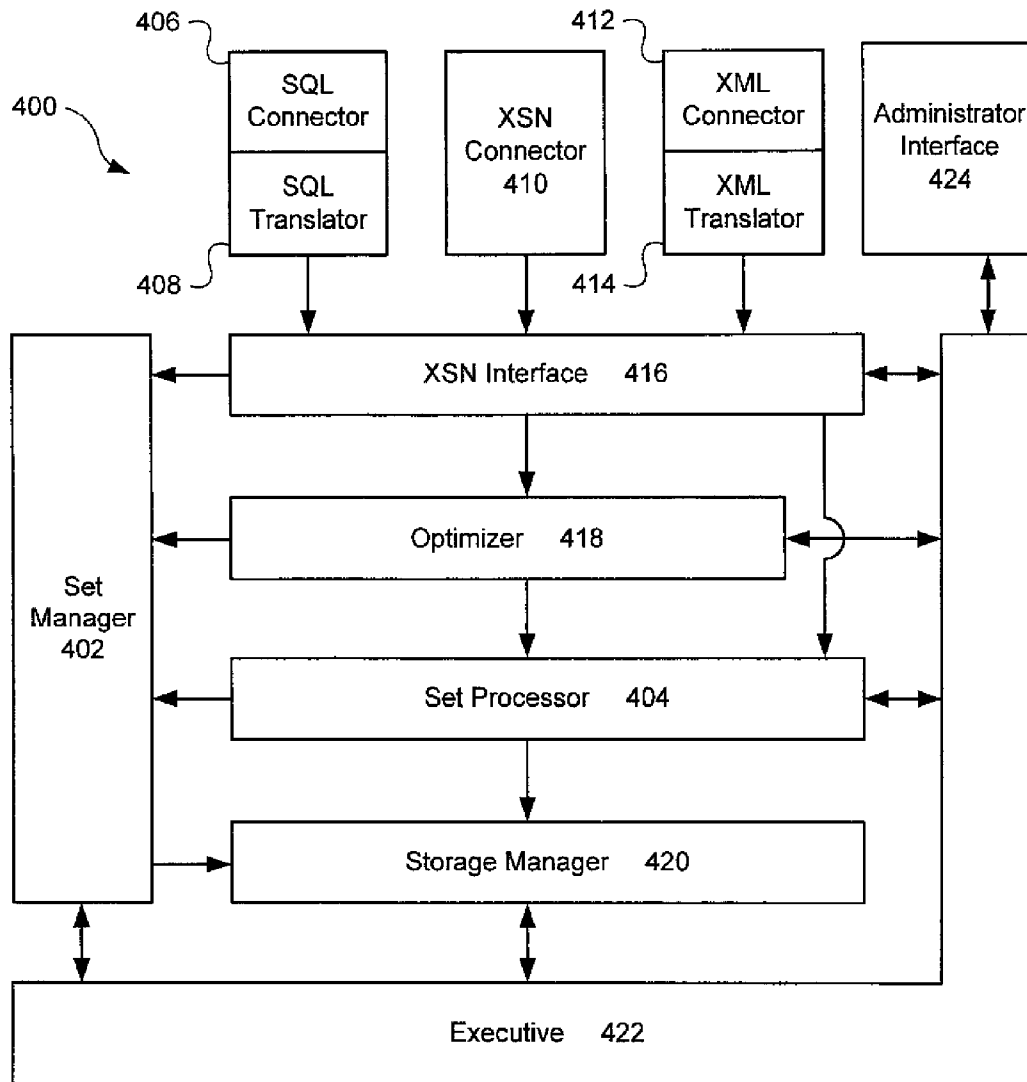 406
412
400
SQL
Connector
SQL
Translator
408
XSN
Connector
410
XML
Connector
XML
Translator
414
Administrator
Interface
424
XSN Interface 416
Optimizer 418
Set
Manager
402
Set Processor 404
Storage Manager 420
Executive 422